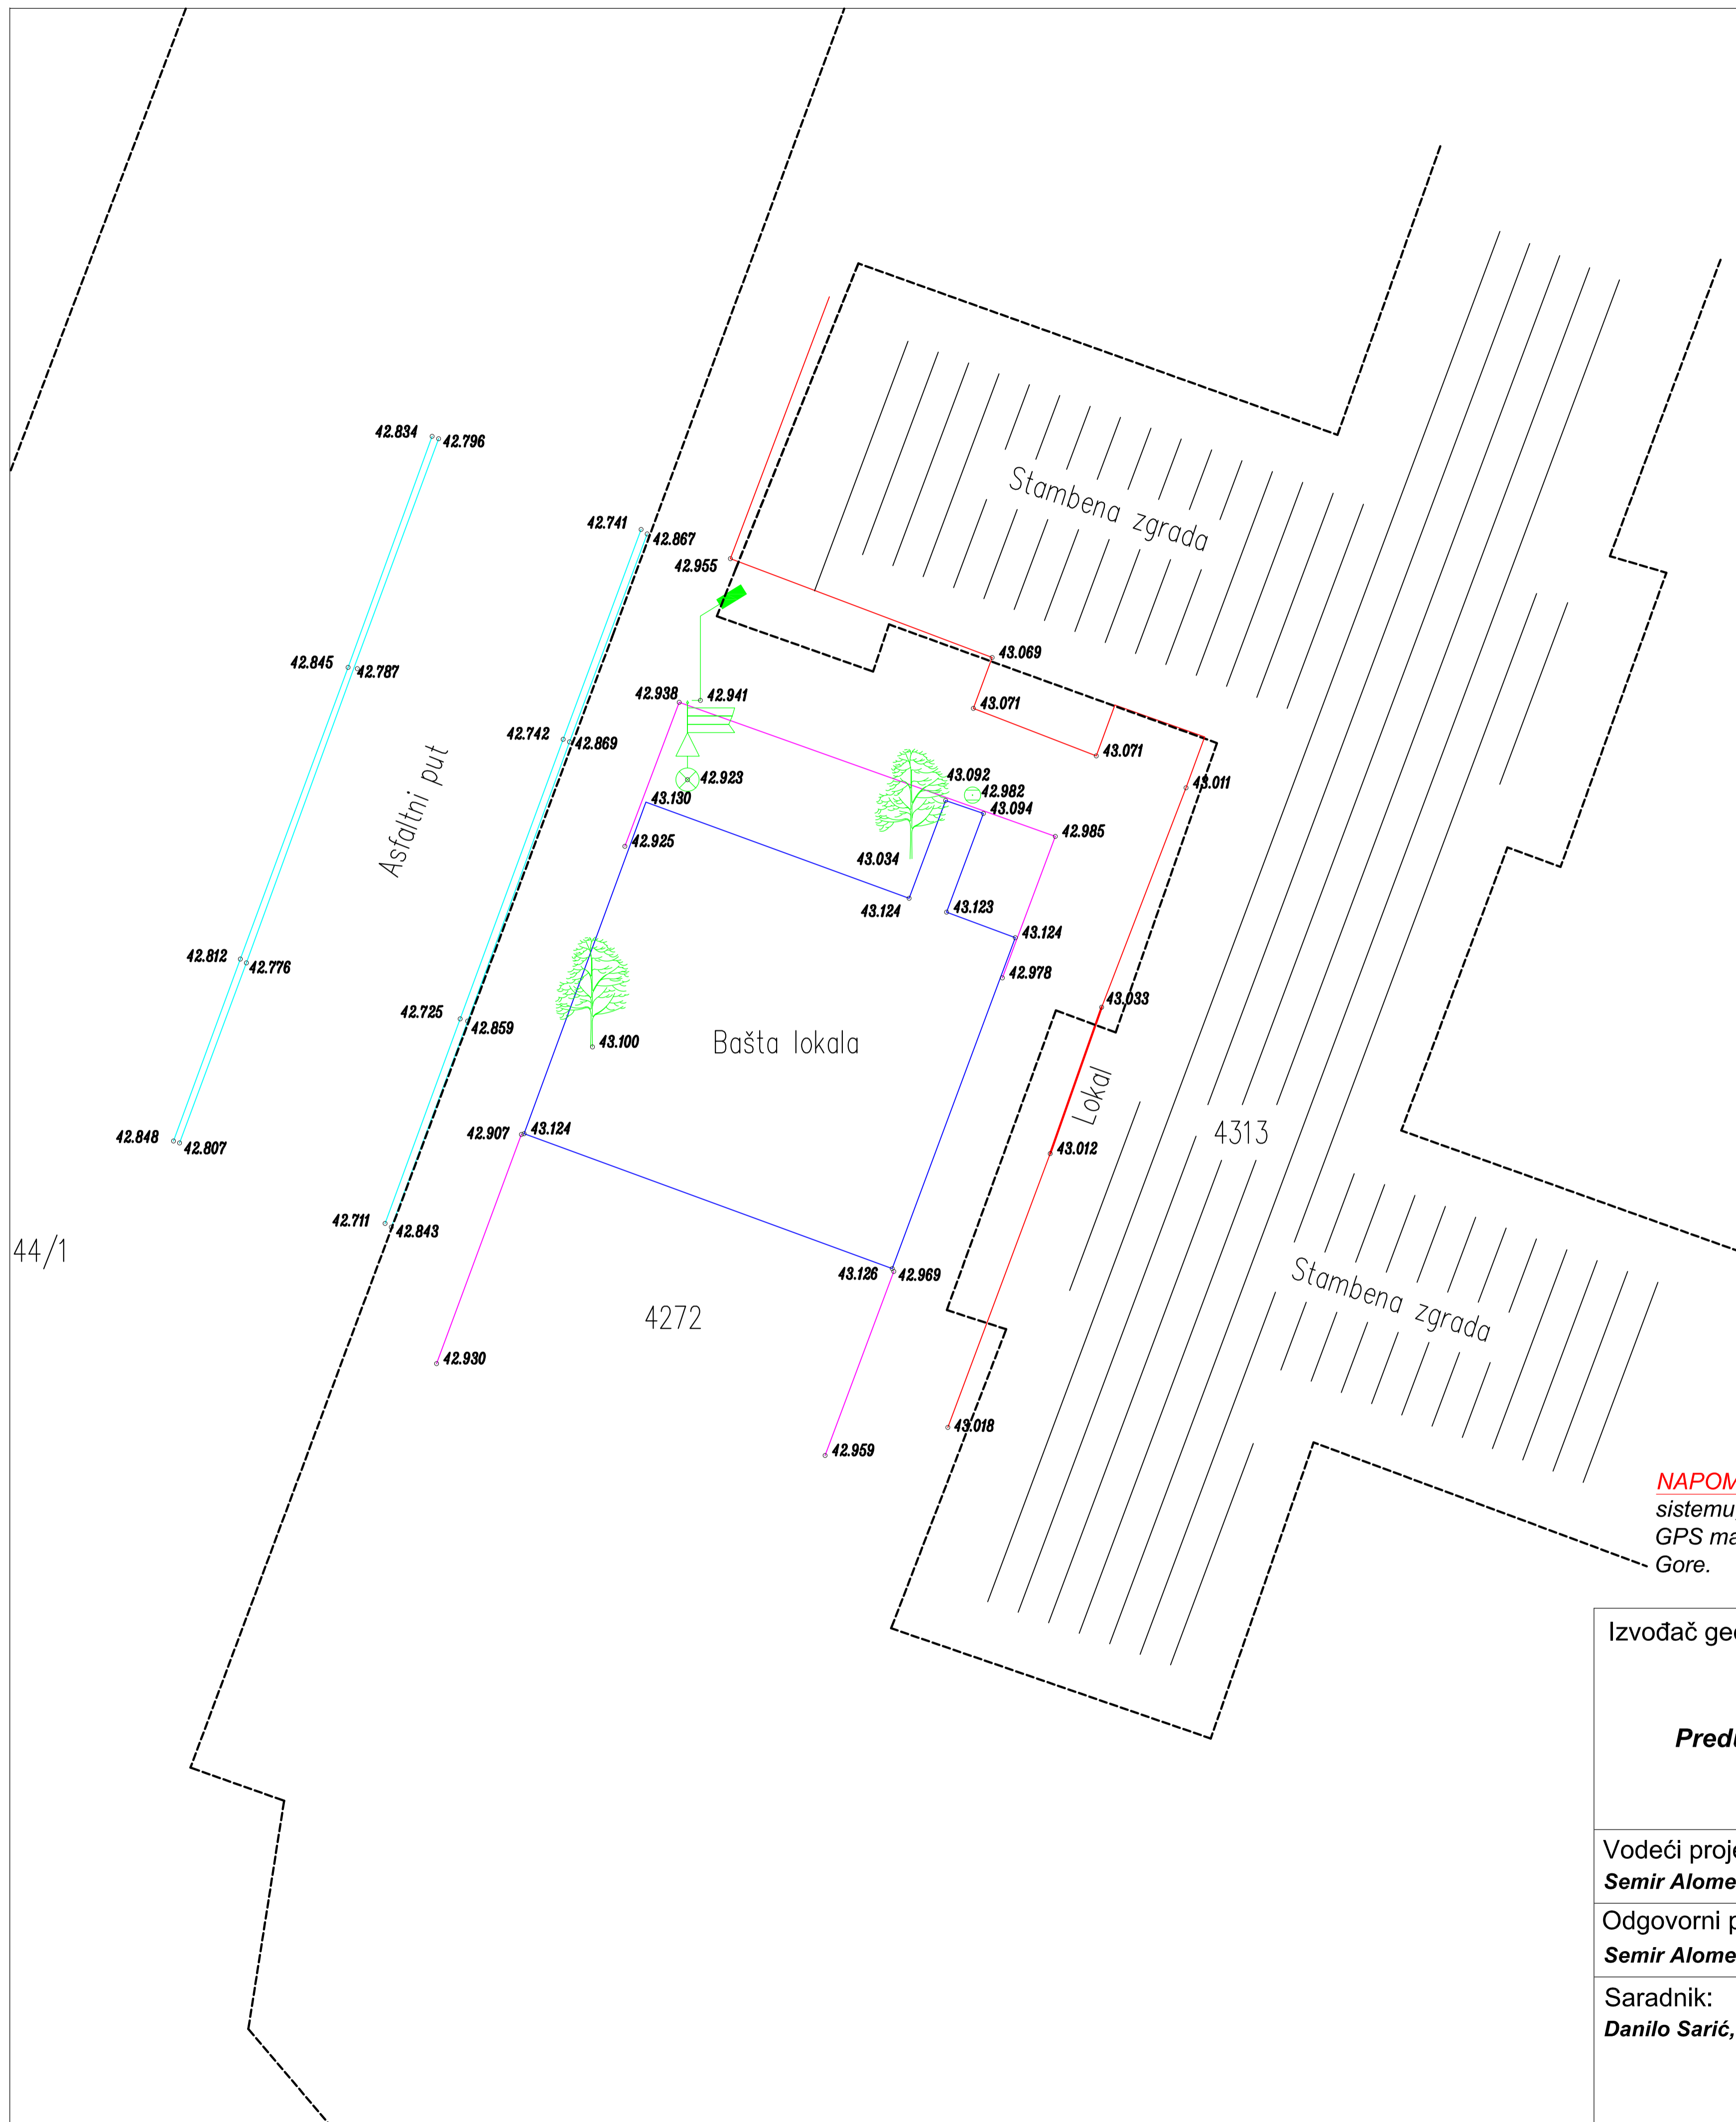 42.834
42.796
Stambena zgrada
42.741
42.867
42.955
43.069
42.845
42.787
42.938
42.941
43.071
42.742
42.869
43.071
42.923
43.011
43.130
43.092
42.982
43.094
Asfaltni put
42.925
42.985
43.034
43.124
43.123
43.124
42.812
42.776
42.978
43.033
42.725
42.859
43.100
Bašta lokala
Lokal
42.907
43.124
4313
42.848
42.807
43.012
42.711
42.843
44/1
43.126
42.969
4272
Stambena zgrada
42.930
43.018
42.959
NAPOM
sistemu,
GPS ma
Gore.
Izvođač geo
Predu
Vodeći proje
Semir Alome
Odgovorni p
Semir Alome
Saradnik:
Danilo Sarić,